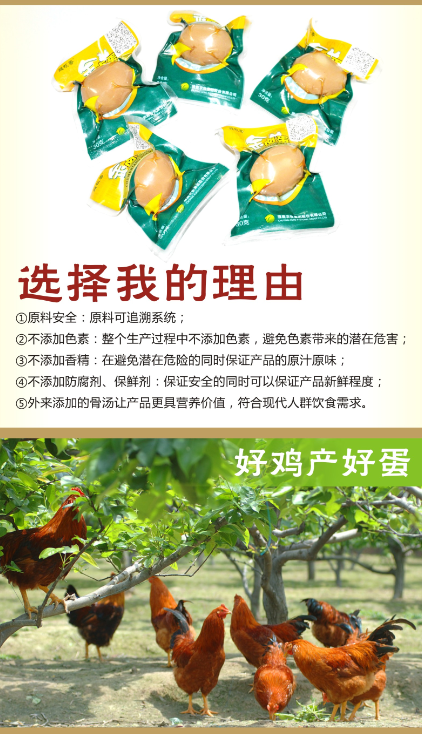 选择我的理由
①原料安全：原料可追溯系统；
②不添加色素：整个生产过程中不添加色素，避免色素带来的潜在危害；
③不添加香精：在避免潜在危险的同时保证产品的原汁原味；
④不添加防腐剂、保鲜剂：保证安全的同时可以保证产品新鲜程度；
⑤外来添加的骨汤让产品更具营养价值，符合现代人群饮食需求。
好鸡产好蛋